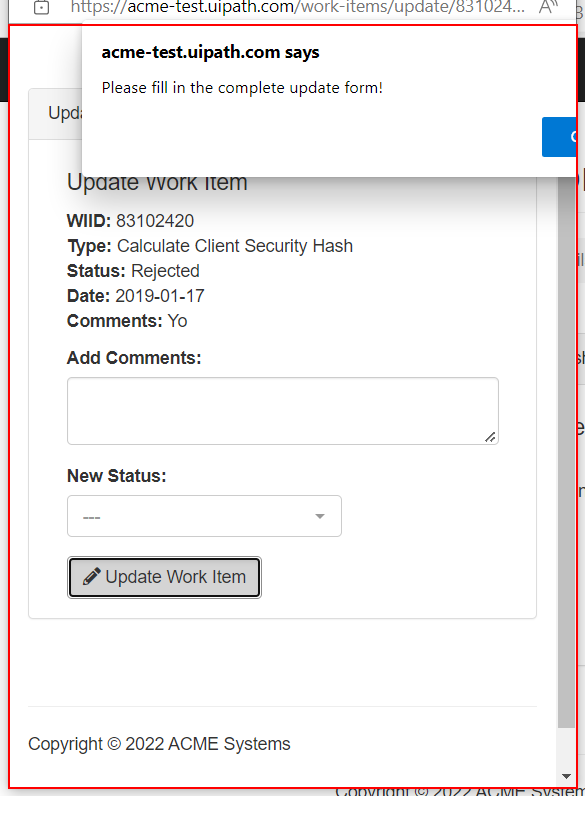 https://acme-test.uipath.com/work-items/update/831024...
acme-test.uipath.com says
Please fill in the complete update form!
Update Work Item
WIID: 83102420
Type: Calculate Client Security Hash
Status: Rejected
Date: 2019-01-17
Comments: Yo
Add Comments:
New Status:
---
Update Work Item
Copyright © 2022 ACME Systems
Copyright © 2022 ACME System